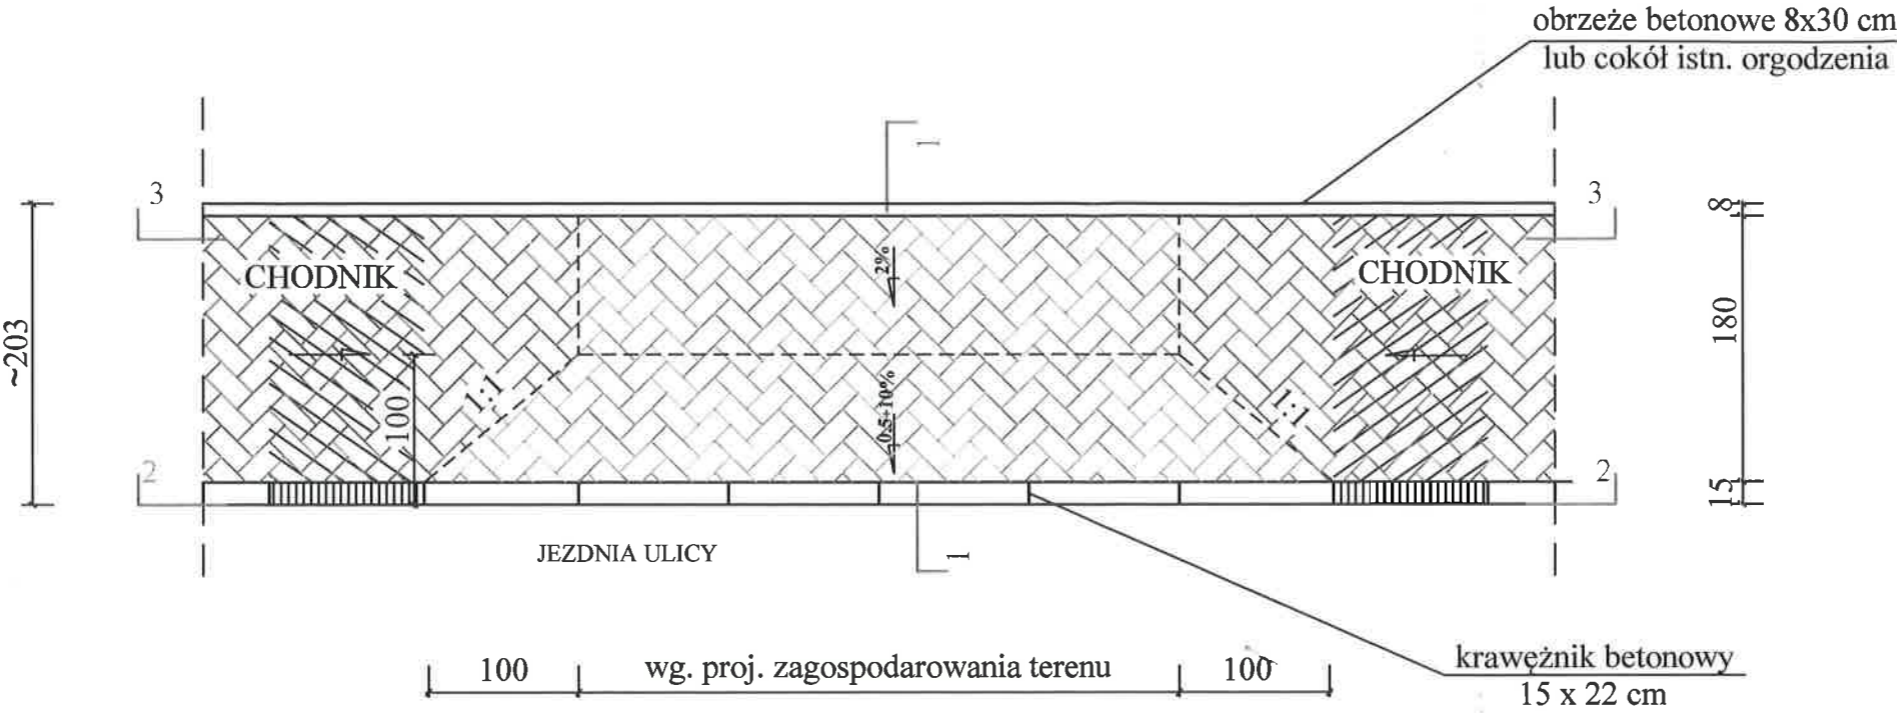 obrzeże betonowe 8x30 cm
lub cokół istn. orgodzenia
1
3
3
8
CHODNIK
2%
CHODNIK
~203
180
1:1
100
0.5÷10%
1:1
2
2
15
JEZDNIA ULICY
1
100
wg. proj. zagospodarowania terenu
100
krawężnik betonowy
15 x 22 cm